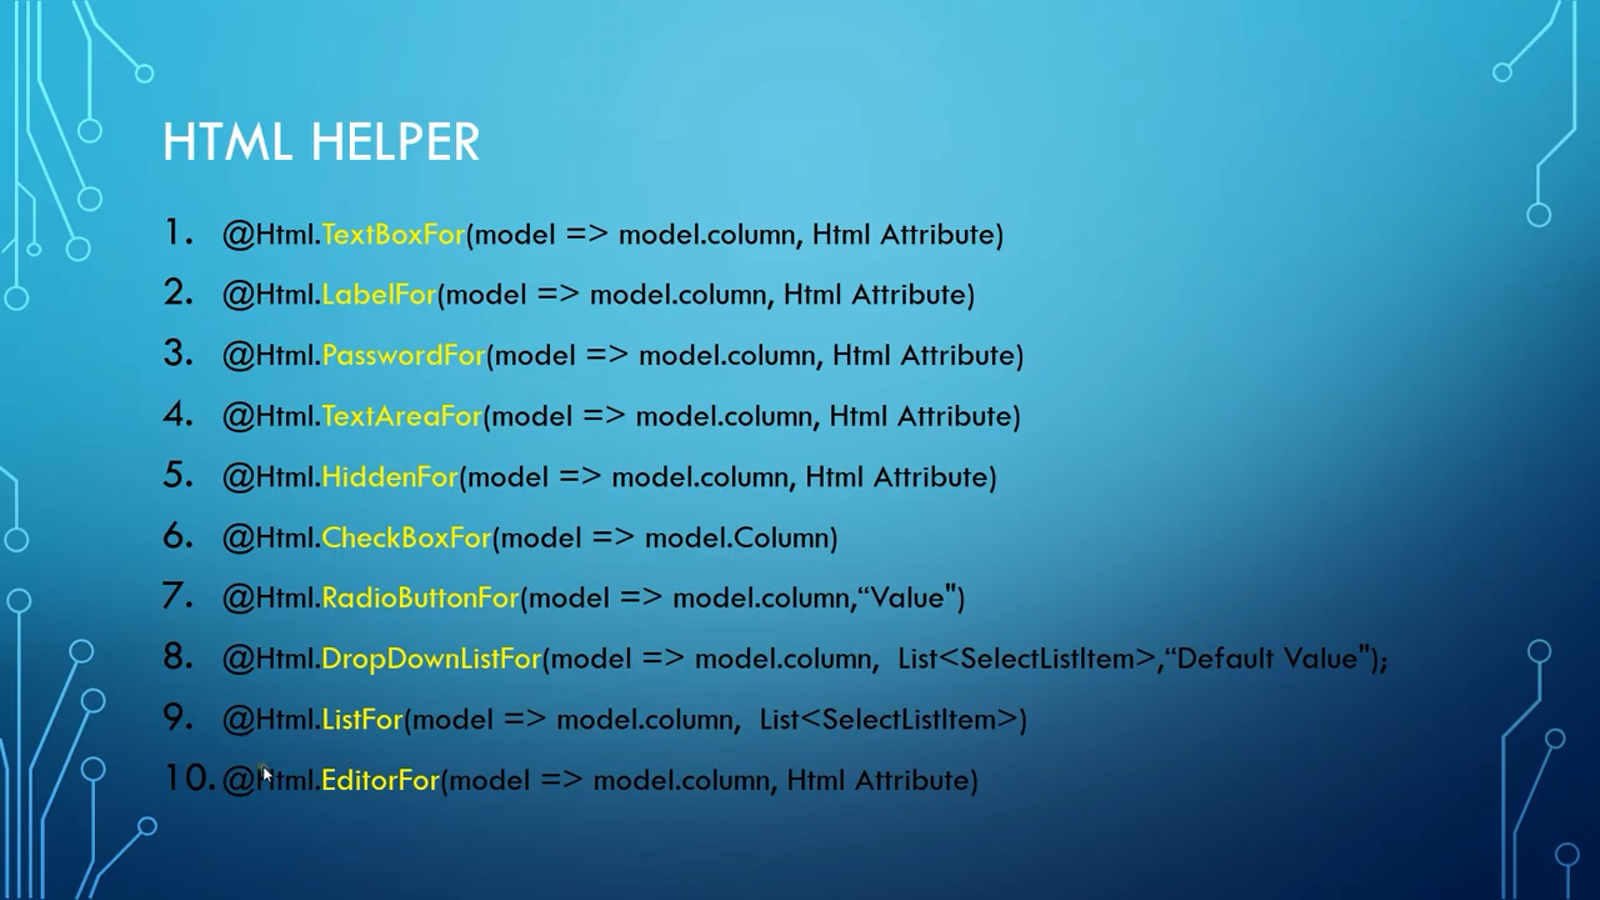 HTML HELPER
1. @Html.TextBoxFor(model => model.column, Html Attribute)
2. @Html.LabelFor(model => model.column, Html Attribute)
3. @Html.PasswordFor(model => model.column, Html Attribute)
4. @Html.TextAreaFor(model => model.column, Html Attribute)
5. @Html.HiddenFor(model => model.column, Html Attribute)
6. @Html.CheckBoxFor(model => model.Column)
7. @Html.RadioButtonFor(model => model.column,“Value")
8. @Html.DropDownListFor(model => model.column, List<SelectListItem>,“Default Value");
9. @Html.ListFor(model => model.column, List<SelectListItem>)
10. @Html.EditorFor(model => model.column, Html Attribute)